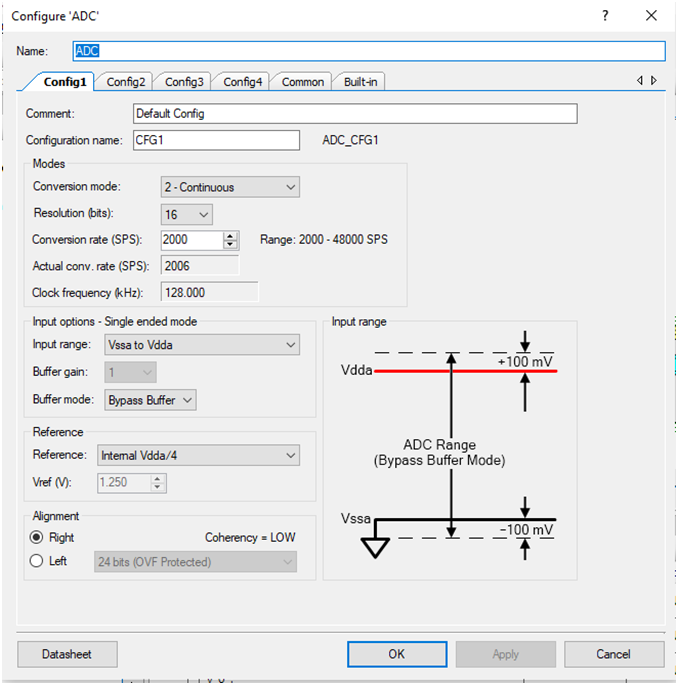 Configure 'ADC'
Name: ADC
Config1 Config2 Config3 Config4 Common Built-in
Comment: Default Config
Configuration name: CFG1 ADC_CFG1
Modes
Conversion mode: 2 - Continuous
Resolution (bits): 16
Conversion rate (SPS): 2000 Range: 2000 - 48000 SPS
Actual conv. rate (SPS): 2006
Clock frequency (kHz): 128.000
Input options - Single ended mode
Input range: Vssa to Vdda
Buffer gain: 1
Buffer mode: Bypass Buffer
Input range
+100 mV
Vdda
ADC Range
(Bypass Buffer Mode)
Vssa
-100 mV
Reference
Reference: Internal Vdda/4
Vref (V): 1.250
Alignment
Right Coherency = LOW
Left 24 bits (OVF Protected)
Datasheet OK Apply Cancel